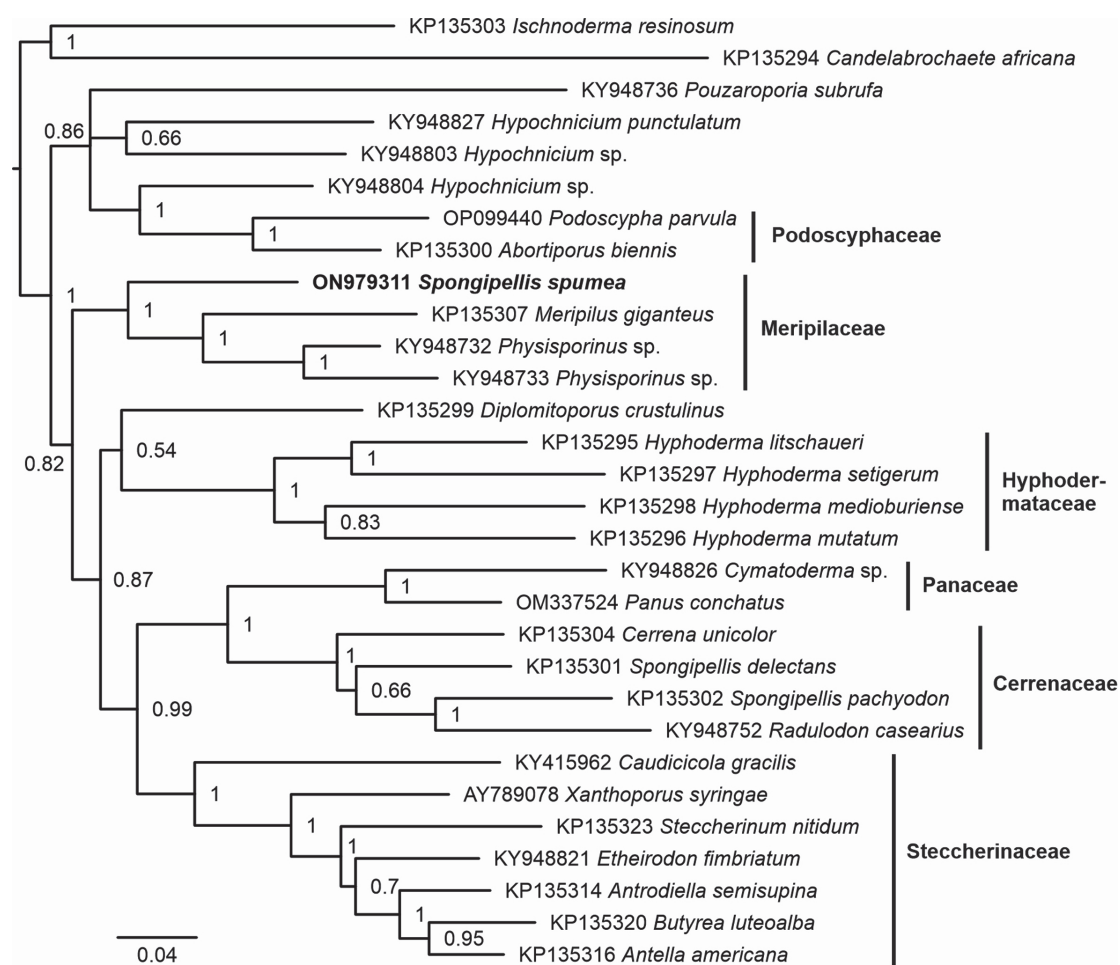 KP135303 Ischnoderma resinosum
1
KP135294 Candelabrochaete africana
KY948736 Pouzaroporia subrufa
0.86
KY948827 Hypochnicium punctulatum
0.66
KY948803 Hypochnicium sp.
KY948804 Hypochnicium sp.
1
OP099440 Podoscypha parvula
1
KP135300 Abortiporus biennis
Podoscyphaceae
1
ON979311 Spongipellis spumea
1
KP135307 Meripilus giganteus
1
KY948732 Physisporinus sp.
1
KY948733 Physisporinus sp.
Meripilaceae
KP135299 Diplomitoporus crustulinus
0.82
0.54
KP135295 Hyphoderma litschaueri
1
KP135297 Hyphoderma setigerum
1
KP135298 Hyphoderma medioburiense
0.83
KP135296 Hyphoderma mutatum
Hyphoder-
mataceae
0.87
KY948826 Cymatoderma sp.
1
OM337524 Panus conchatus
Panaceae
1
KP135304 Cerrena unicolor
1
KP135301 Spongipellis delectans
0.66
KP135302 Spongipellis pachyodon
1
KY948752 Radulodon casearius
Cerrenaceae
0.99
KY415962 Caudicicola gracilis
1
AY789078 Xanthoporus syringae
1
KP135323 Steccherinum nitidum
1
KY948821 Etheirodon fimbriatum
0.7
KP135314 Antrodiella semisupina
1
KP135320 Butyrea luteoalba
0.95
KP135316 Antella americana
Steccherinaceae
0.04